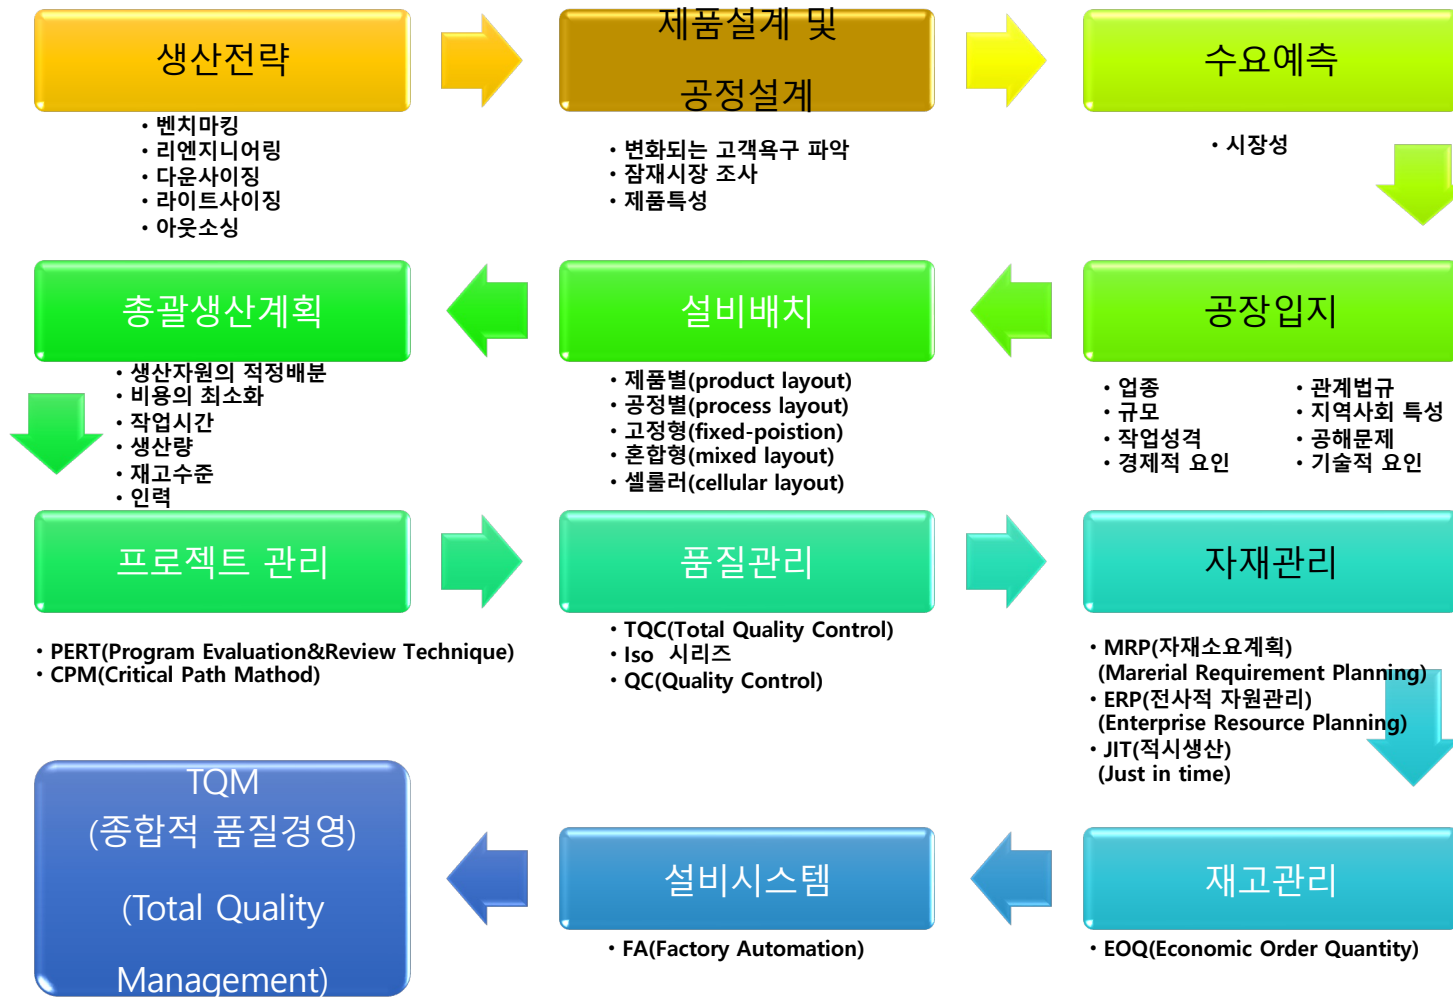 생산전략
・벤치마킹
・리엔지니어링
・다운사이징
・라이트사이징
・아웃소싱
제품설계 및
공정설계
・변화되는 고객욕구 파악
・잠재시장 조사
・제품특성
수요예측
・시장성
공장입지
・업종
・규모
・작업성격
・경제적 요인
・관계법규
・지역사회 특성
・공해문제
・기술적 요인
설비배치
・제품별(product layout)
・공정별(process layout)
・고정형(fixed-poistion)
・혼합형(mixed layout)
・셀룰러(cellular layout)
총괄생산계획
・생산자원의 적정배분
・비용의 최소화
・작업시간
・생산량
・재고수준
・인력
프로젝트 관리
・PERT(Program Evaluation&Review Technique)
・CPM(Critical Path Mathod)
품질관리
・TQC(Total Quality Control)
・Iso 시리즈
・QC(Quality Control)
자재관리
・MRP(자재소요계획)
(Marerial Requirement Planning)
・ERP(전사적 자원관리)
(Enterprise Resource Planning)
・JIT(적시생산)
(Just in time)
재고관리
・EOQ(Economic Order Quantity)
설비시스템
・FA(Factory Automation)
TQM
(종합적 품질경영)
(Total Quality
Management)